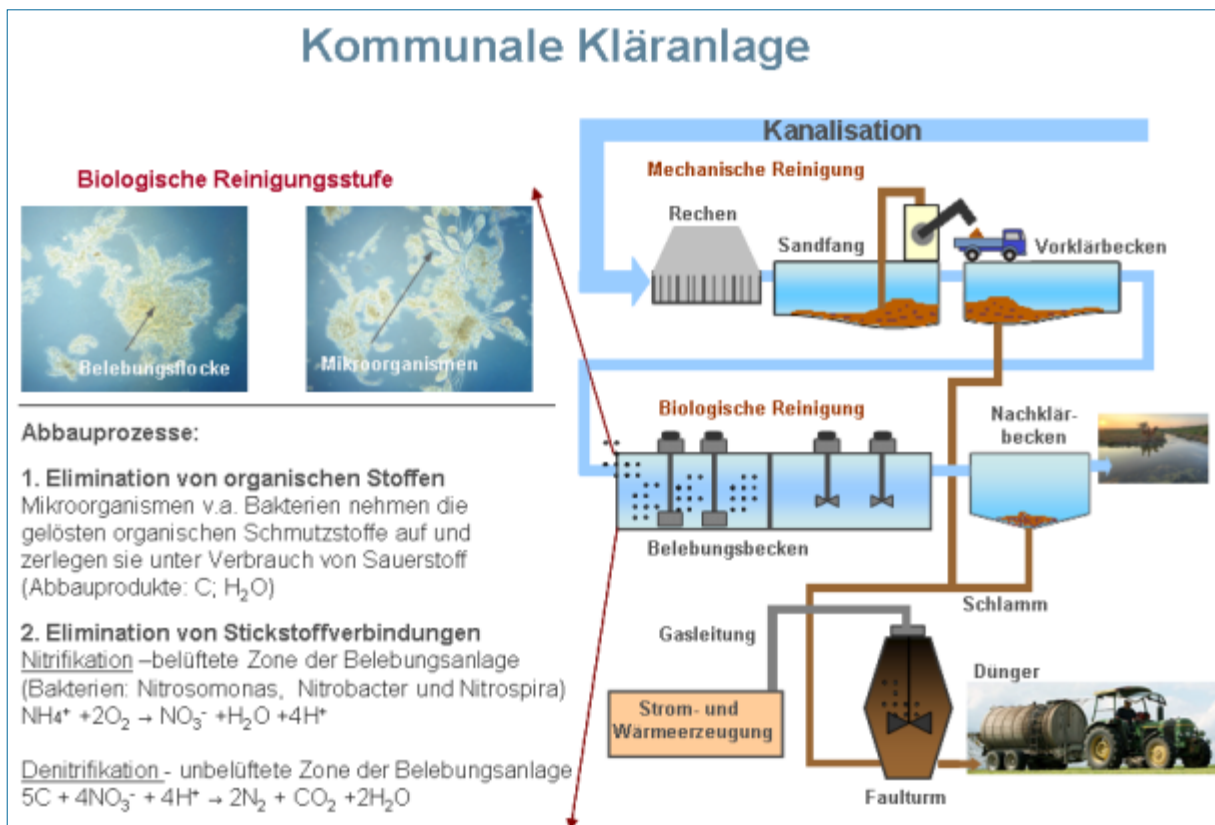 Kommunale Kläranlage
Biologische Reinigungsstufe
Belebungsflocke
Mikroorganismen
Abbauprozesse:
1. Elimination von organischen Stoffen
Mikroorganismen v.a. Bakterien nehmen die
gelösten organischen Schmutzstoffe auf und
zerlegen sie unter Verbrauch von Sauerstoff
(Abbauprodukte: C; H₂O)
2. Elimination von Stickstoffverbindungen
Nitrifikation –belüftete Zone der Belebungsanlage
(Bakterien: Nitrosomonas, Nitrobacter und Nitrospira)
NH₄⁺ +2O₂ → NO₃⁻ +H₂O +4H⁺
Denitrifikation - unbelüftete Zone der Belebungsanlage
5C + 4NO₃⁻ + 4H⁺ → 2N₂ + CO₂ +2H₂O
Kanalisation
Mechanische Reinigung
Rechen
Sandfang
Vorklärbecken
Biologische Reinigung
Nachklär-
becken
Belebungsbecken
Schlamm
Gasleitung
Strom- und
Wärmeerzeugung
Faulturm
Dünger